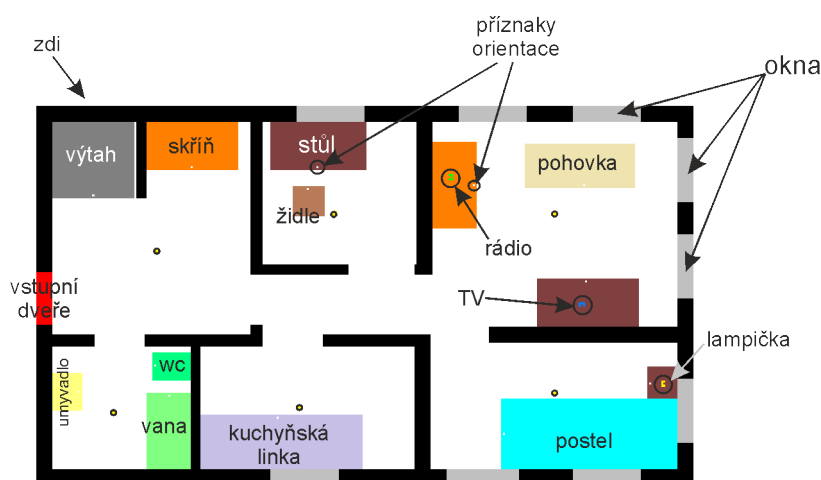 příznaky
orientace
zdi
okna
výtah
skříň
stůl
pohovka
židle
rádio
vstupní
dveře
TV
lampička
umyvadlo
wc
vana
kuchyňská
linka
postel